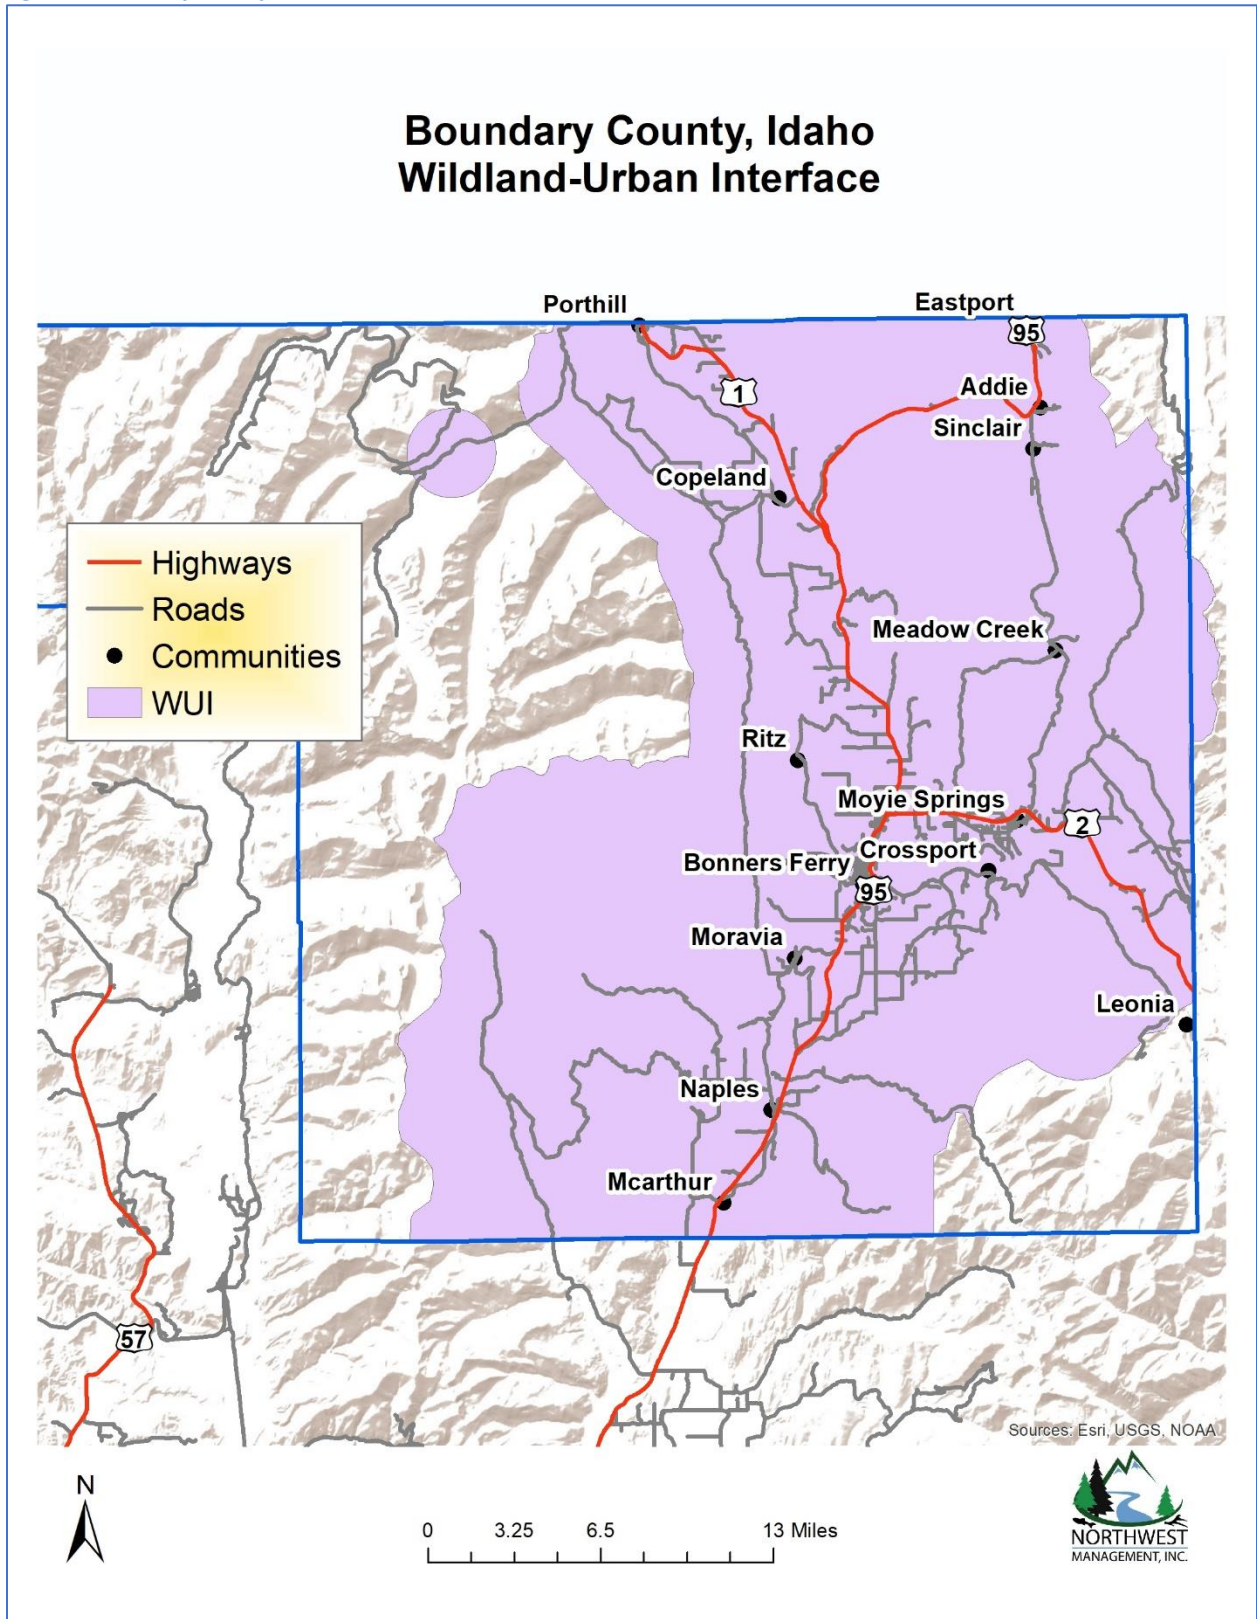 Boundary County, Idaho
Wildland-Urban Interface
Porthill
Eastport
95
1
Addie
Sinclair
Copeland
Highways
Roads
Communities
WUI
Meadow Creek
Ritz
Moyie Springs
2
Bonners Ferry
Crossport
95
Moravia
Leonia
Naples
Mcarthur
57
Sources: Esri, USGS, NOAA
N
0 3.25 6.5 13 Miles
NORTHWEST
MANAGEMENT, INC.